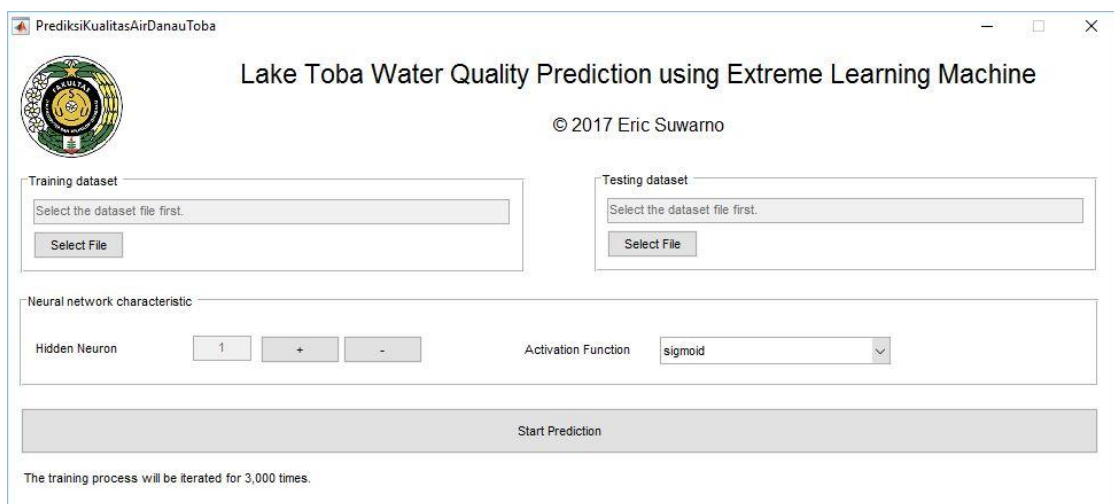 PrediksiKualitasAirDanauToba
Lake Toba Water Quality Prediction using Extreme Learning Machine
© 2017 Eric Suwarno
FAKULTAS
Training dataset
Select the dataset file first.
Select File
Testing dataset
Select the dataset file first.
Select File
Neural network characteristic
Hidden Neuron
1
+
-
Activation Function
sigmoid
Start Prediction
The training process will be iterated for 3,000 times.